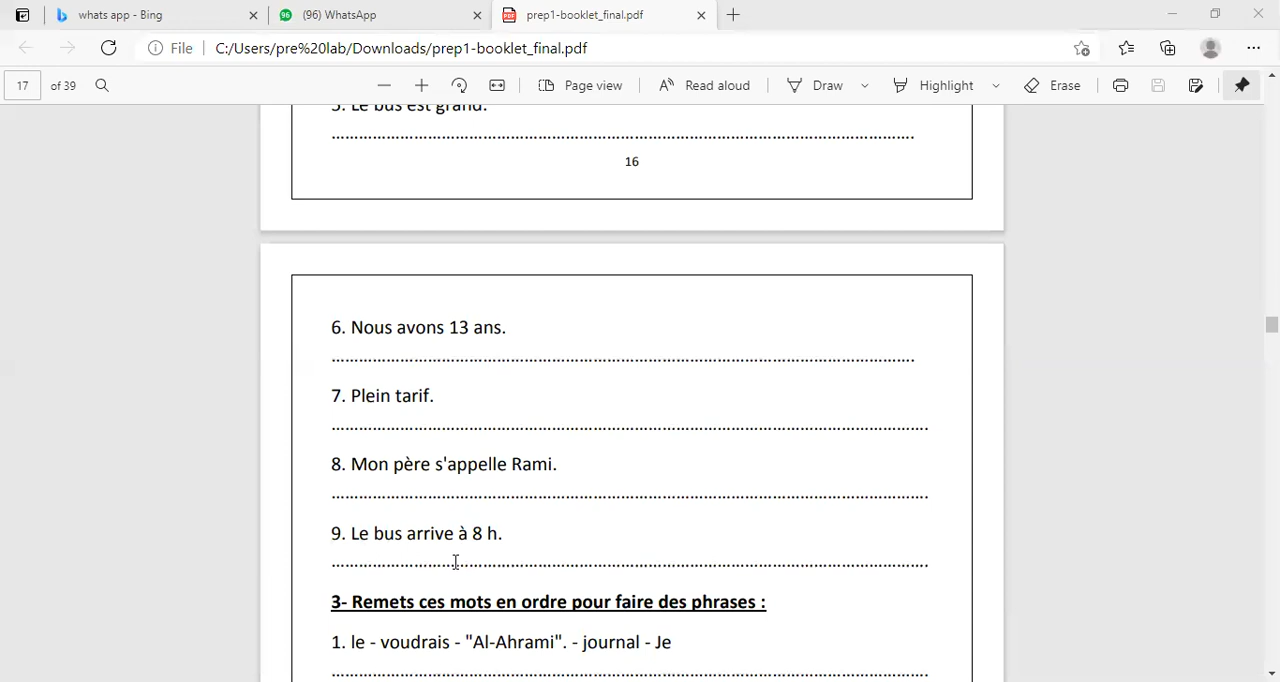 whats app - Bing
96
(96) WhatsApp
PDF
prep1-booklet_final.pdf
File
C:/Users/pre%20lab/Downloads/prep1-booklet_final.pdf
17 of 39
Page view
Read aloud
Draw
Highlight
Erase
5. Le bus est grand.
................................................................................................................................
16
6. Nous avons 13 ans.
................................................................................................................................
7. Plein tarif.
................................................................................................................................
8. Mon père s'appelle Rami.
................................................................................................................................
9. Le bus arrive à 8 h.
................................................................................................................................
3- Remets ces mots en ordre pour faire des phrases :
1. le - voudrais - "Al-Ahrami". - journal - Je
................................................................................................................................